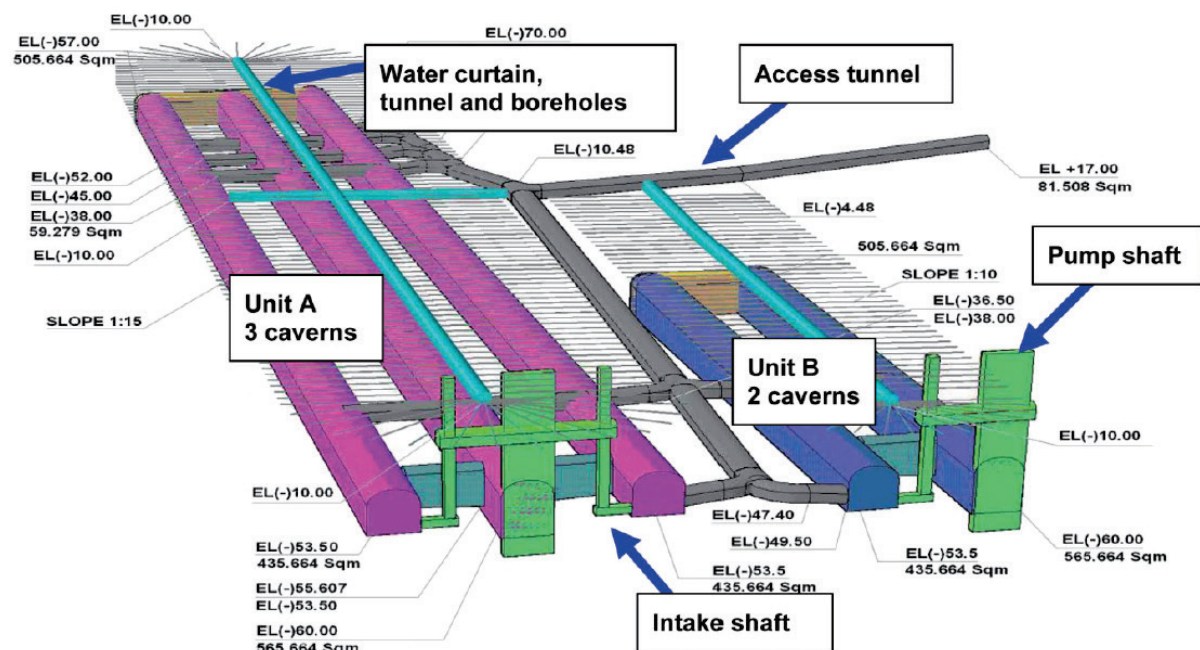 EL(-)10.00
EL(-)57.00
505.664 Sqm
EL(-)70.00
Water curtain,
tunnel and boreholes
Access tunnel
EL(-)10.48
EL +17.00
81.508 Sqm
EL(-)52.00
EL(-)45.00
EL(-)38.00
59.279 Sqm
EL(-)10.00
EL(-)4.48
505.664 Sqm
Pump shaft
SLOPE 1:10
EL(-)36.50
EL(-)38.00
SLOPE 1:15
Unit A
3 caverns
Unit B
2 caverns
EL(-)10.00
EL(-)10.00
EL(-)47.40
EL(-)49.50
EL(-)53.50
435.664 Sqm
EL(-)55.607
EL(-)53.50
EL(-)60.00
565.664 Sqm
EL(-)53.5
435.664 Sqm
EL(-)53.5
435.664 Sqm
EL(-)60.00
565.664 Sqm
Intake shaft